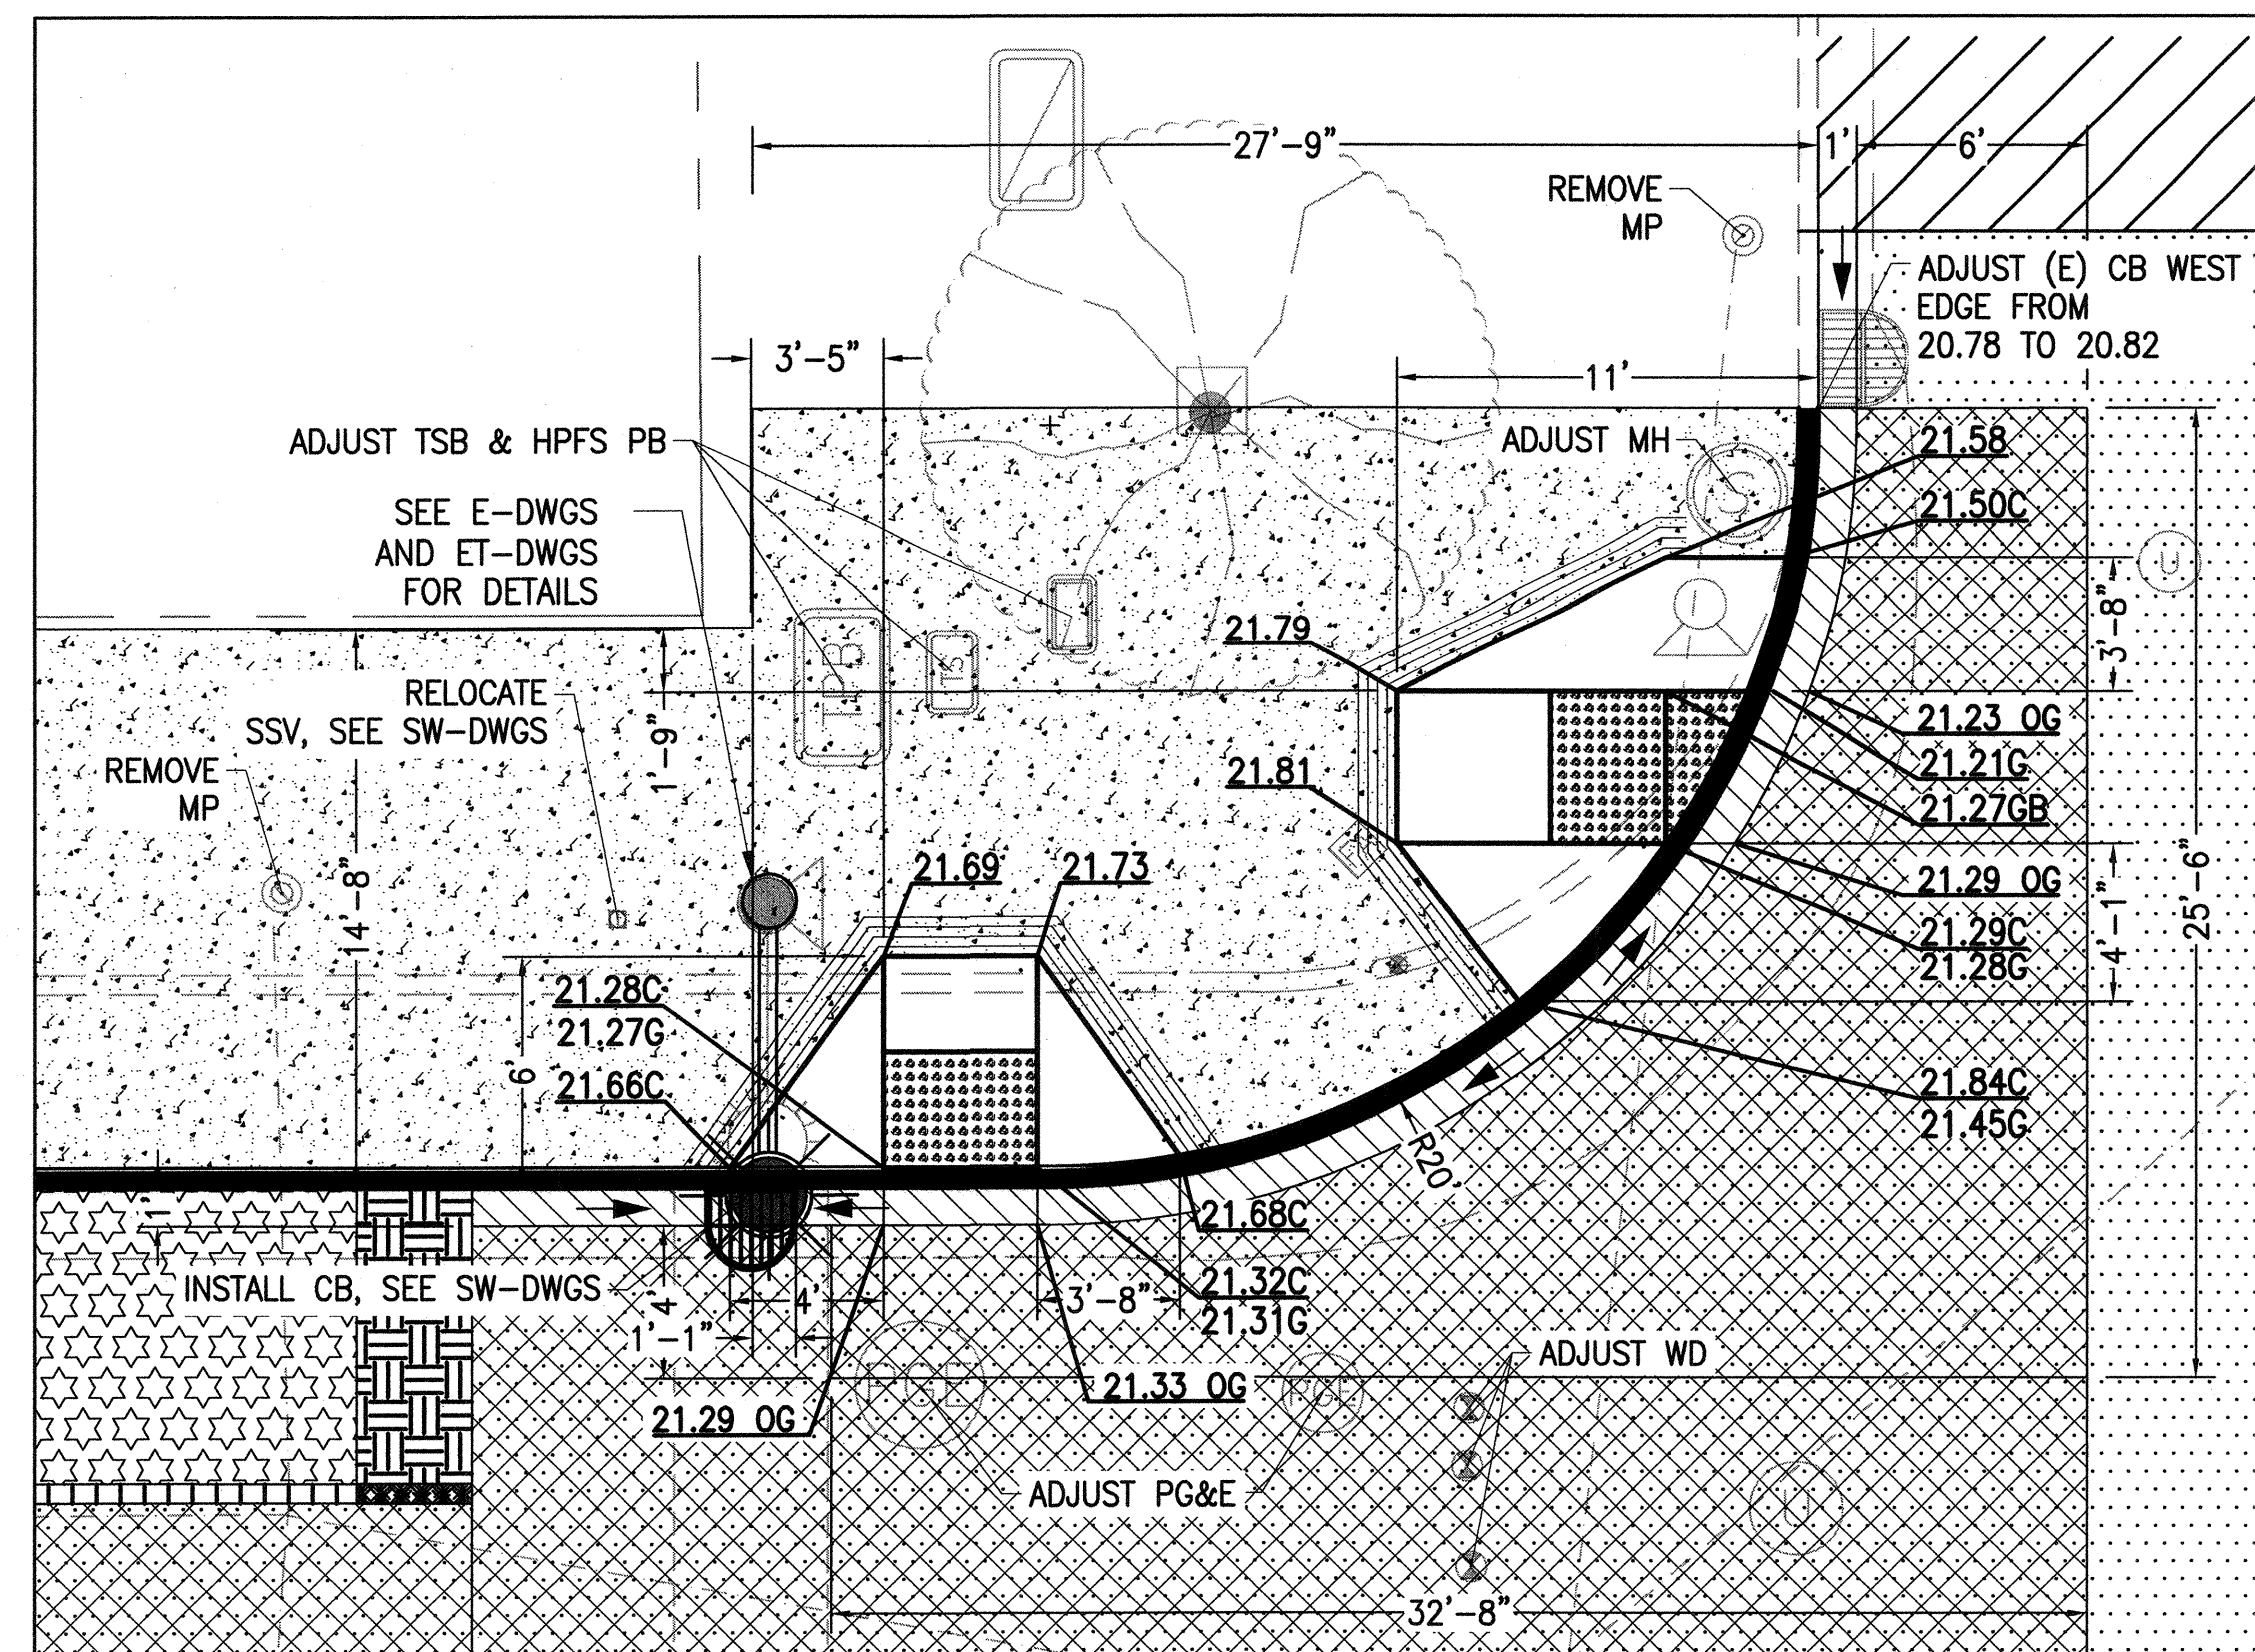 27'-9"
1'
6'
REMOVE
MP
ADJUST (E) CB WEST
EDGE FROM
20.78 TO 20.82
3'-5"
11'
ADJUST TSB & HPFS PB
ADJUST MH
S
21.58
SEE E-DWGS
AND ET-DWGS
FOR DETAILS
21.50C
U
3'-8"
21.79
RELOCATE
SSV, SEE SW-DWGS
1'-9"
TS
21.23 OG
21.21G
21.27GB
REMOVE
MP
21.81
14'-8"
21.69
21.73
21.29 OG
21.29C
21.28G
4'-1"
25'-6"
6'
21.28C
21.27G
21.66C
21.84C
21.45G
R20'
1'
21.68C
INSTALL CB, SEE SW-DWGS
4'
4'
3'-8"
21.32C
21.31G
1'-1"
ADJUST WD
PGE
PGE
21.33 OG
21.29 OG
ADJUST PG&E
U
32'-8"